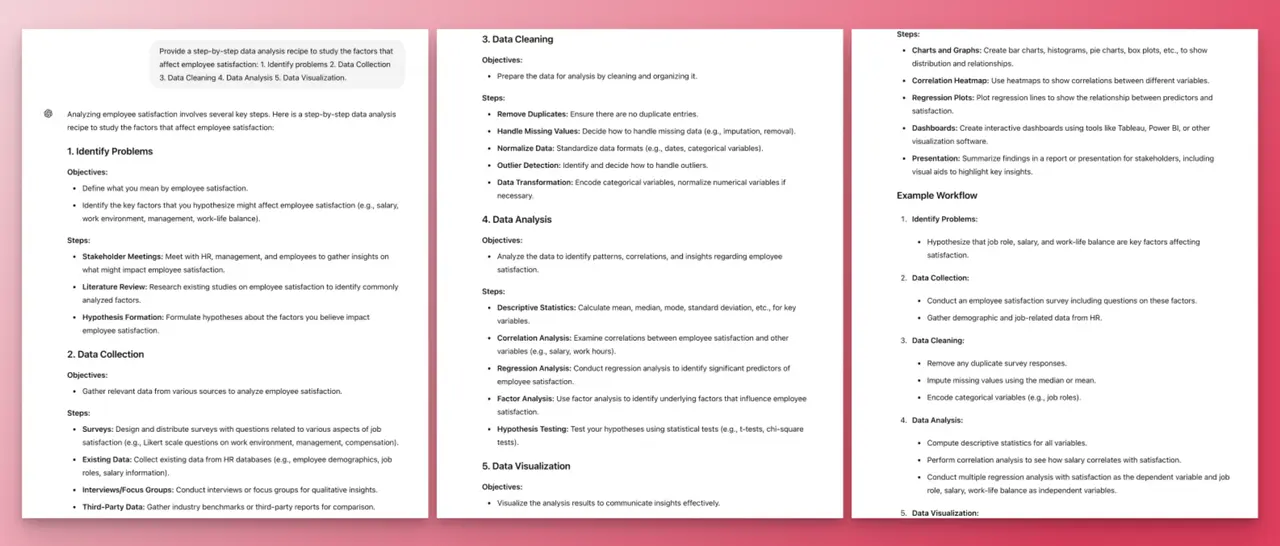 Provide a step-by-step data analysis recipe to study the factors that
affect employee satisfaction: 1. Identify problems 2. Data Collection
3. Data Cleaning 4. Data Analysis 5. Data Visualization.
Analyzing employee satisfaction involves several key steps. Here is a step-by-step data analysis
recipe to study the factors that affect employee satisfaction:
1. Identify Problems
Objectives:
• Define what you mean by employee satisfaction.
• Identify the key factors that you hypothesize might affect employee satisfaction (e.g., salary,
work environment, management, work-life balance).
Steps:
• Stakeholder Meetings: Meet with HR, management, and employees to gather insights on
what might impact employee satisfaction.
• Literature Review: Research existing studies on employee satisfaction to identify commonly
analyzed factors.
• Hypothesis Formation: Formulate hypotheses about the factors you believe impact
employee satisfaction.
2. Data Collection
Objectives:
• Gather relevant data from various sources to analyze employee satisfaction.
Steps:
• Surveys: Design and distribute surveys with questions related to various aspects of job
satisfaction (e.g., Likert scale questions on work environment, management, compensation).
• Existing Data: Collect existing data from HR databases (e.g., employee demographics, job
roles, salary information).
• Interviews/Focus Groups: Conduct interviews or focus groups for qualitative insights.
• Third-Party Data: Gather industry benchmarks or third-party reports for comparison.
3. Data Cleaning
Objectives:
• Prepare the data for analysis by cleaning and organizing it.
Steps:
• Remove Duplicates: Ensure there are no duplicate entries.
• Handle Missing Values: Decide how to handle missing data (e.g., imputation, removal).
• Normalize Data: Standardize data formats (e.g., dates, categorical variables).
• Outlier Detection: Identify and decide how to handle outliers.
• Data Transformation: Encode categorical variables, normalize numerical variables if
necessary.
4. Data Analysis
Objectives:
• Analyze the data to identify patterns, correlations, and insights regarding employee
satisfaction.
Steps:
• Descriptive Statistics: Calculate mean, median, mode, standard deviation, etc., for key
variables.
• Correlation Analysis: Examine correlations between employee satisfaction and other
variables (e.g., salary, work hours).
• Regression Analysis: Conduct regression analysis to identify significant predictors of
employee satisfaction.
• Factor Analysis: Use factor analysis to identify underlying factors that influence employee
satisfaction.
• Hypothesis Testing: Test your hypotheses using statistical tests (e.g., t-tests, chi-square
tests).
5. Data Visualization
Objectives:
• Visualize the analysis results to communicate insights effectively.
Steps:
• Charts and Graphs: Create bar charts, histograms, pie charts, box plots, etc., to show
distribution and relationships.
• Correlation Heatmap: Use heatmaps to show correlations between different variables.
• Regression Plots: Plot regression lines to show the relationship between predictors and
satisfaction.
• Dashboards: Create interactive dashboards using tools like Tableau, Power BI, or other
visualization software.
• Presentation: Summarize findings in a report or presentation for stakeholders, including
visual aids to highlight key insights.
Example Workflow
1. Identify Problems:
• Hypothesize that job role, salary, and work-life balance are key factors affecting
satisfaction.
2. Data Collection:
• Conduct an employee satisfaction survey including questions on these factors.
• Gather demographic and job-related data from HR.
3. Data Cleaning:
• Remove any duplicate survey responses.
• Impute missing values using the median or mean.
• Encode categorical variables (e.g., job roles).
4. Data Analysis:
• Compute descriptive statistics for all variables.
• Perform correlation analysis to see how salary correlates with satisfaction.
• Conduct multiple regression analysis with satisfaction as the dependent variable and job
role, salary, work-life balance as independent variables.
5. Data Visualization: